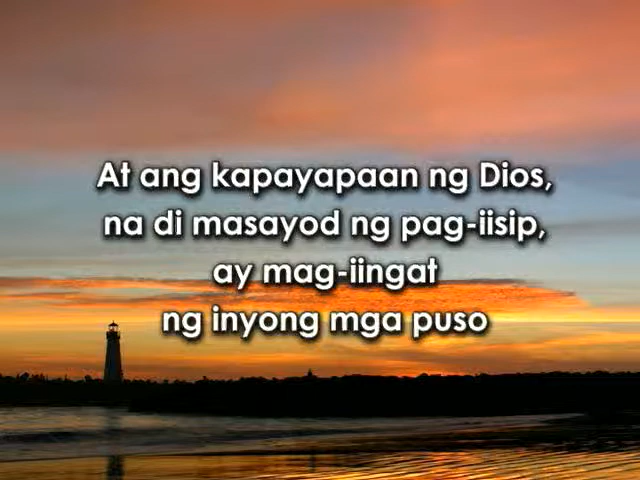 At ang kapayapaan ng Dios,
na di masayod ng pag-iisip,
ay mag-iingat
ng inyong mga puso